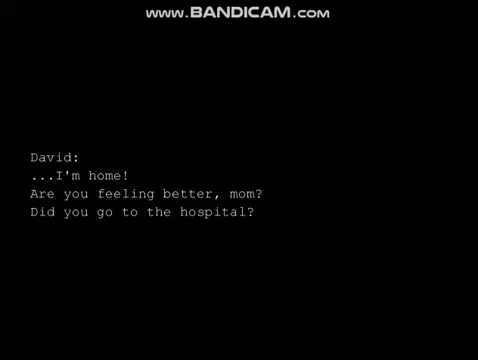 www.BANDICAM.com
David:
...I'm home!
Are you feeling better, mom?
Did you go to the hospital?